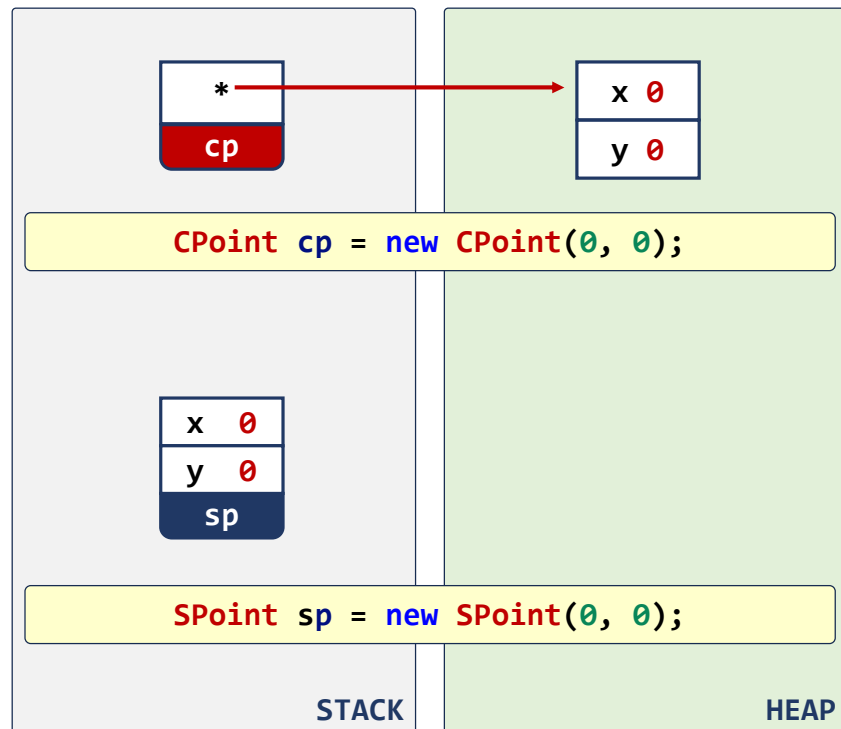 * x 0
cp y 0
CPoint cp = new CPoint(0, 0);
x 0
y 0
sp
SPoint sp = new SPoint(0, 0);
STACK HEAP